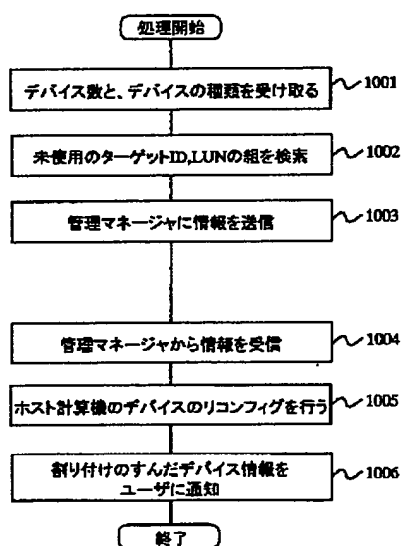 処理開始
デバイス数と、デバイスの種類を受け取る
1001
未使用のターゲットID,LUNの組を検索
1002
管理マネージャに情報を送信
1003
管理マネージャから情報を受信
1004
ホスト計算機のデバイスのリコンフィグを行う
1005
割り付けのすんだデバイス情報を
ユーザに通知
1006
終了